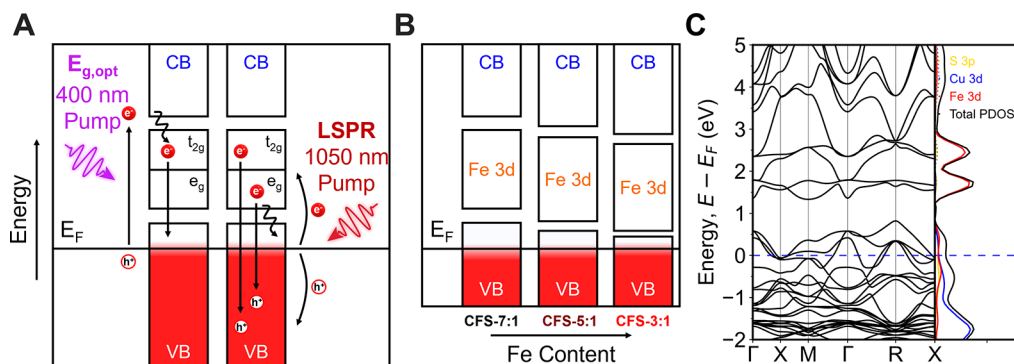 A
E_g,opt
400 nm
Pump
CB
CB
e-
t2g
e-
e-
t2g
LSPR
1050 nm
Pump
eg
e-
eg
e-
Energy
EF
h+
h+
h+
h+
VB
VB
B
CB
CB
CB
Fe 3d
Fe 3d
Fe 3d
EF
VB
VB
VB
CFS-7:1
CFS-5:1
CFS-3:1
Fe Content
C
Energy, E − EF (eV)
5
4
3
2
1
0
−1
−2
S 3p
Cu 3d
Fe 3d
Total PDOS
Γ
X
M
Γ
R
X